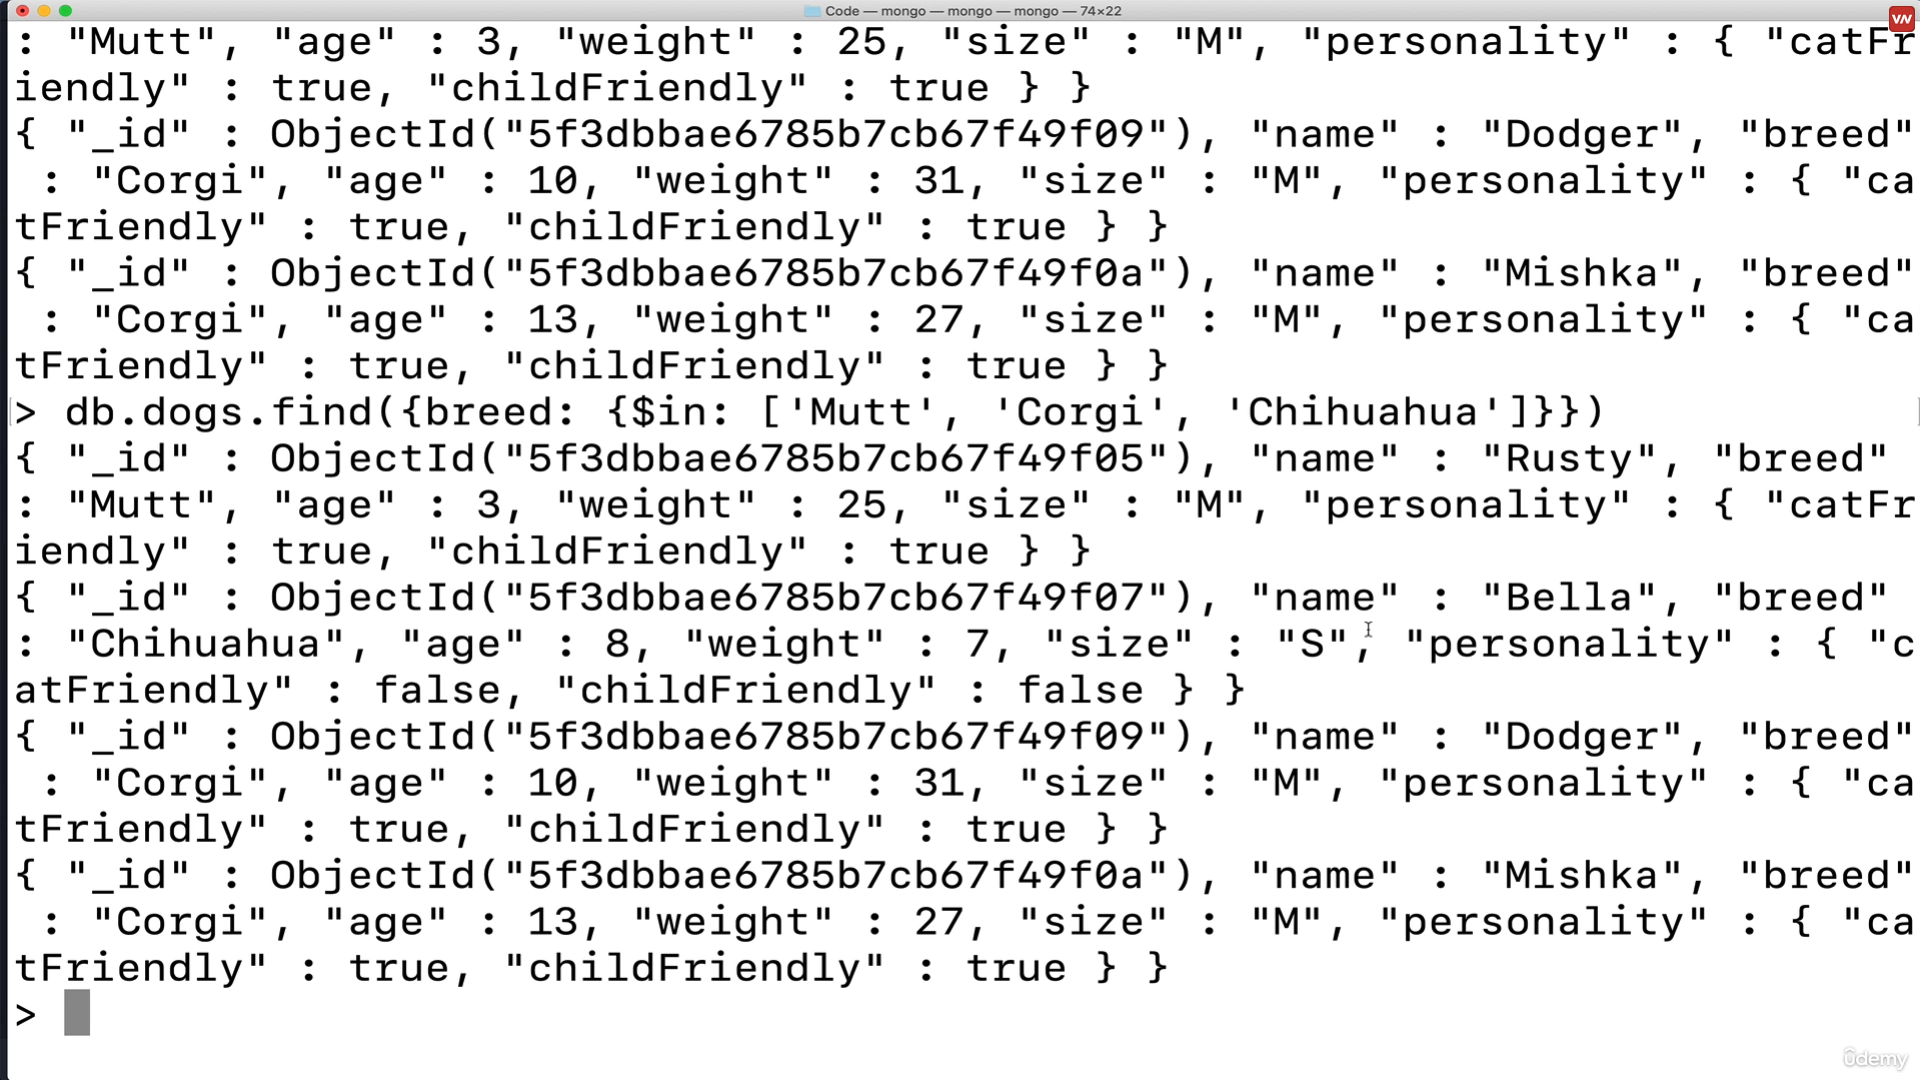 Code — mongo — mongo — mongo — 74×22
VN
: "Mutt", "age" : 3, "weight" : 25, "size" : "M", "personality" : { "catFr
iendly" : true, "childFriendly" : true } }
{ "_id" : ObjectId("5f3dbbae6785b7cb67f49f09"), "name" : "Dodger", "breed"
 : "Corgi", "age" : 10, "weight" : 31, "size" : "M", "personality" : { "ca
tFriendly" : true, "childFriendly" : true } }
{ "_id" : ObjectId("5f3dbbae6785b7cb67f49f0a"), "name" : "Mishka", "breed"
 : "Corgi", "age" : 13, "weight" : 27, "size" : "M", "personality" : { "ca
tFriendly" : true, "childFriendly" : true } }
> db.dogs.find({breed: {$in: ['Mutt', 'Corgi', 'Chihuahua']}})
{ "_id" : ObjectId("5f3dbbae6785b7cb67f49f05"), "name" : "Rusty", "breed"
: "Mutt", "age" : 3, "weight" : 25, "size" : "M", "personality" : { "catFr
iendly" : true, "childFriendly" : true } }
{ "_id" : ObjectId("5f3dbbae6785b7cb67f49f07"), "name" : "Bella", "breed"
: "Chihuahua", "age" : 8, "weight" : 7, "size" : "S", "personality" : { "c
atFriendly" : false, "childFriendly" : false } }
{ "_id" : ObjectId("5f3dbbae6785b7cb67f49f09"), "name" : "Dodger", "breed"
 : "Corgi", "age" : 10, "weight" : 31, "size" : "M", "personality" : { "ca
tFriendly" : true, "childFriendly" : true } }
{ "_id" : ObjectId("5f3dbbae6785b7cb67f49f0a"), "name" : "Mishka", "breed"
 : "Corgi", "age" : 13, "weight" : 27, "size" : "M", "personality" : { "ca
tFriendly" : true, "childFriendly" : true } }
>
ûdemy